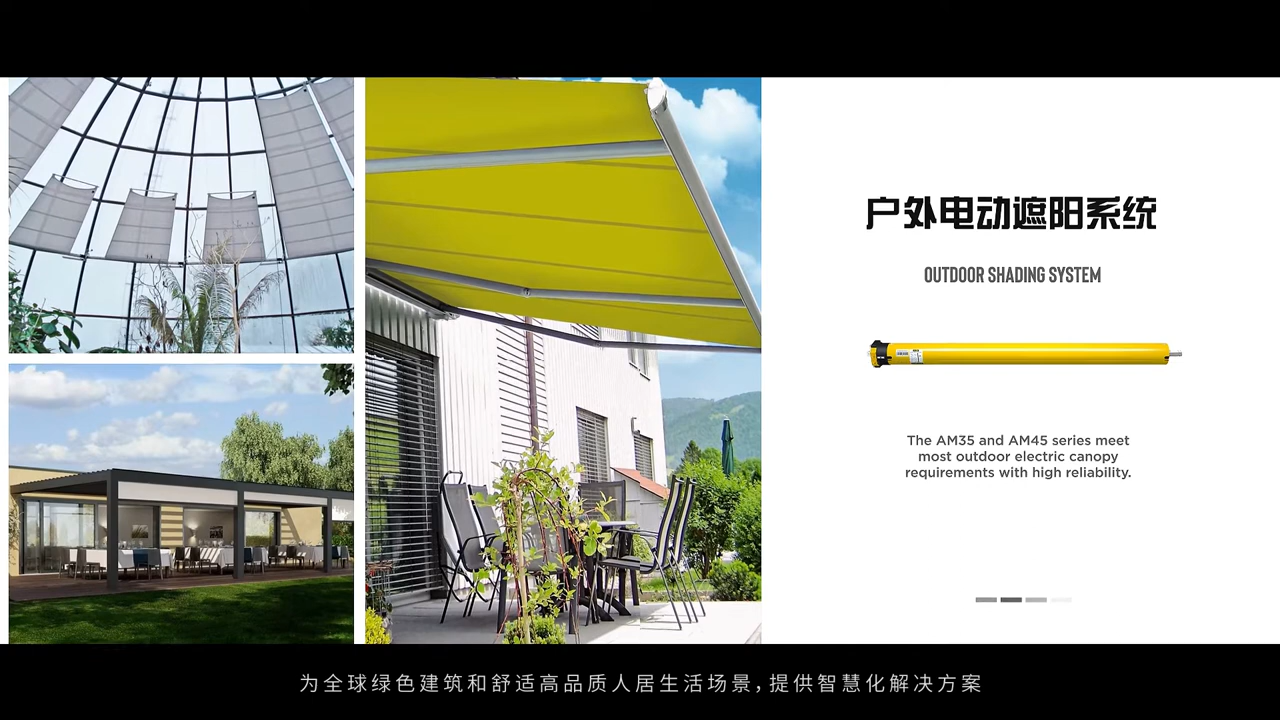 户外电动遮阳系统
OUTDOOR SHADING SYSTEM
The AM35 and AM45 series meet
most outdoor electric canopy
requirements with high reliability.
为全球绿色建筑和舒适高品质人居生活场景,提供智慧化解决方案